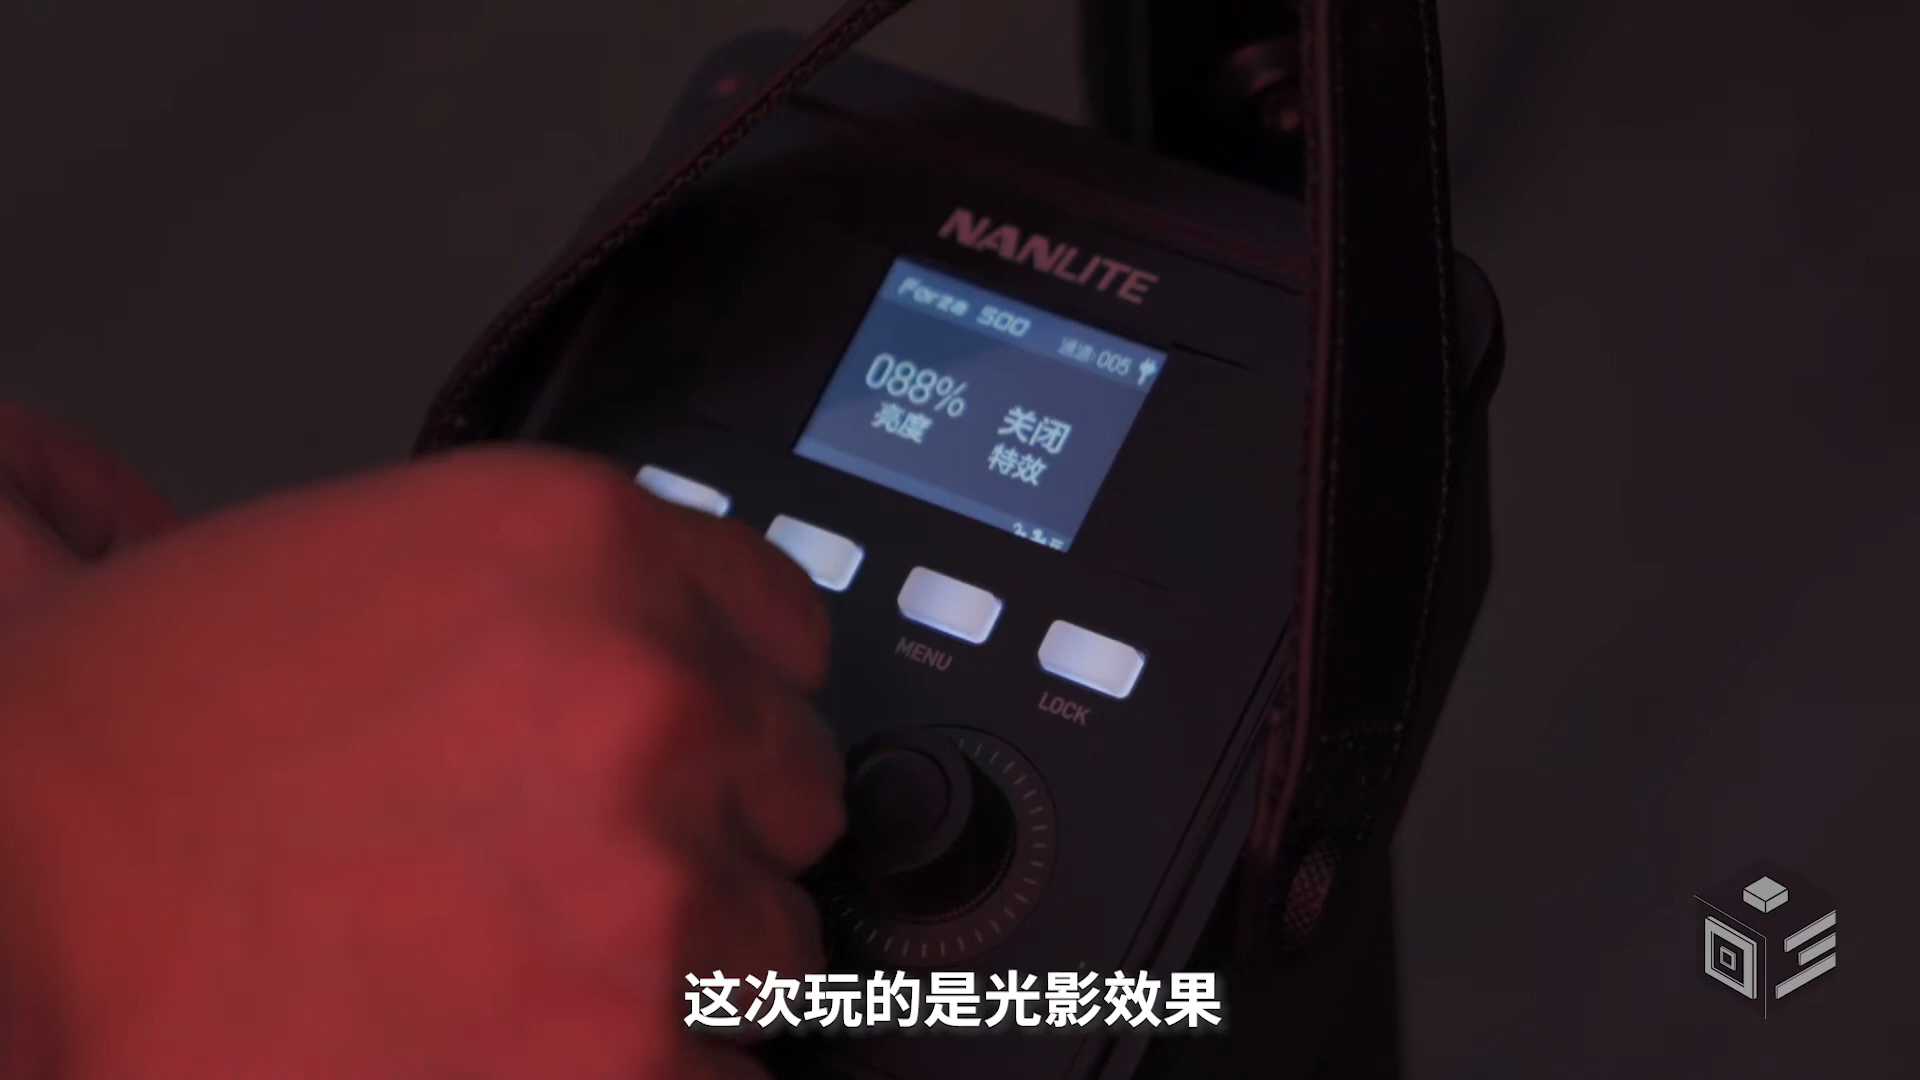 NANLITE
Forza 500
通道:005
088%
亮度
关闭
特效
MENU
LOCK
这次玩的是光影效果